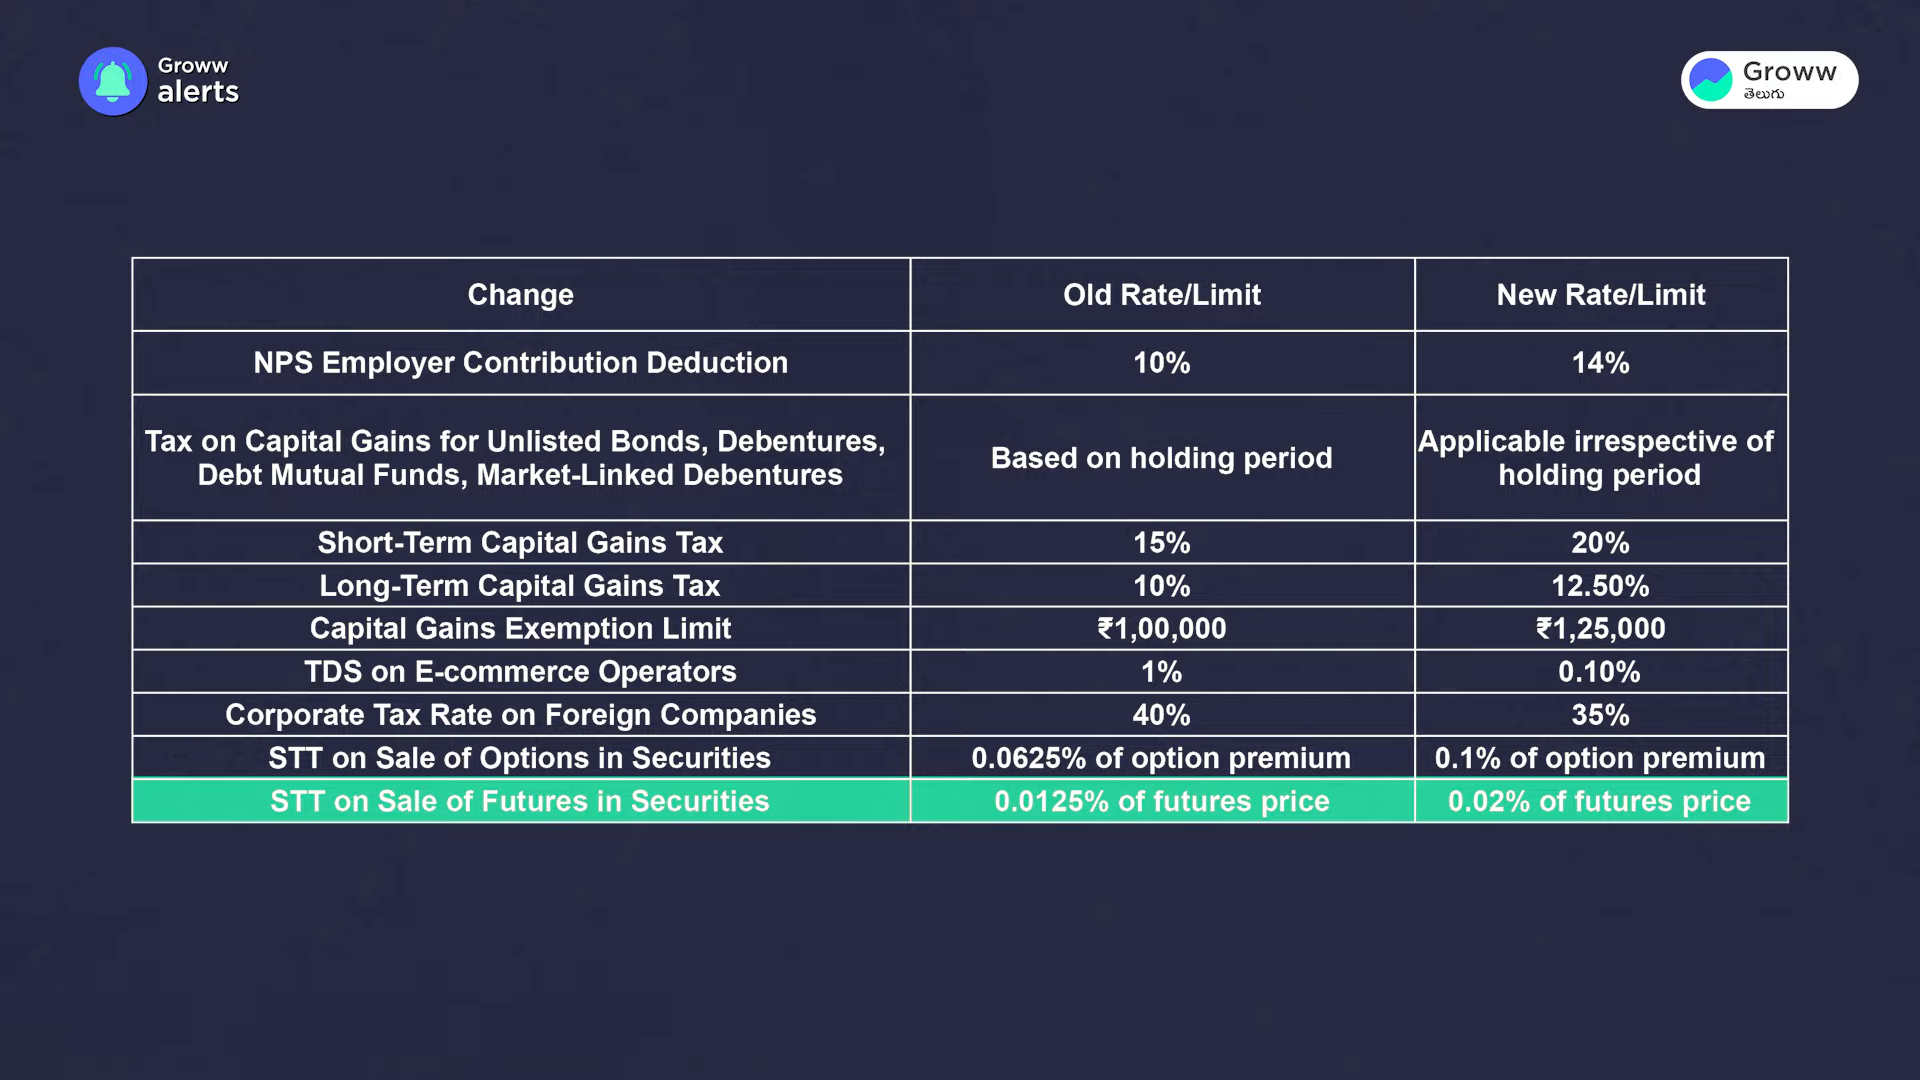 Groww
alerts
Groww
తెలుగు
Change Old Rate/Limit New Rate/Limit
NPS Employer Contribution Deduction 10% 14%
Tax on Capital Gains for Unlisted Bonds, Debentures,
Debt Mutual Funds, Market-Linked Debentures
Based on holding period
Applicable irrespective of
holding period
Short-Term Capital Gains Tax 15% 20%
Long-Term Capital Gains Tax 10% 12.50%
Capital Gains Exemption Limit ₹1,00,000 ₹1,25,000
TDS on E-commerce Operators 1% 0.10%
Corporate Tax Rate on Foreign Companies 40% 35%
STT on Sale of Options in Securities 0.0625% of option premium 0.1% of option premium
STT on Sale of Futures in Securities 0.0125% of futures price 0.02% of futures price